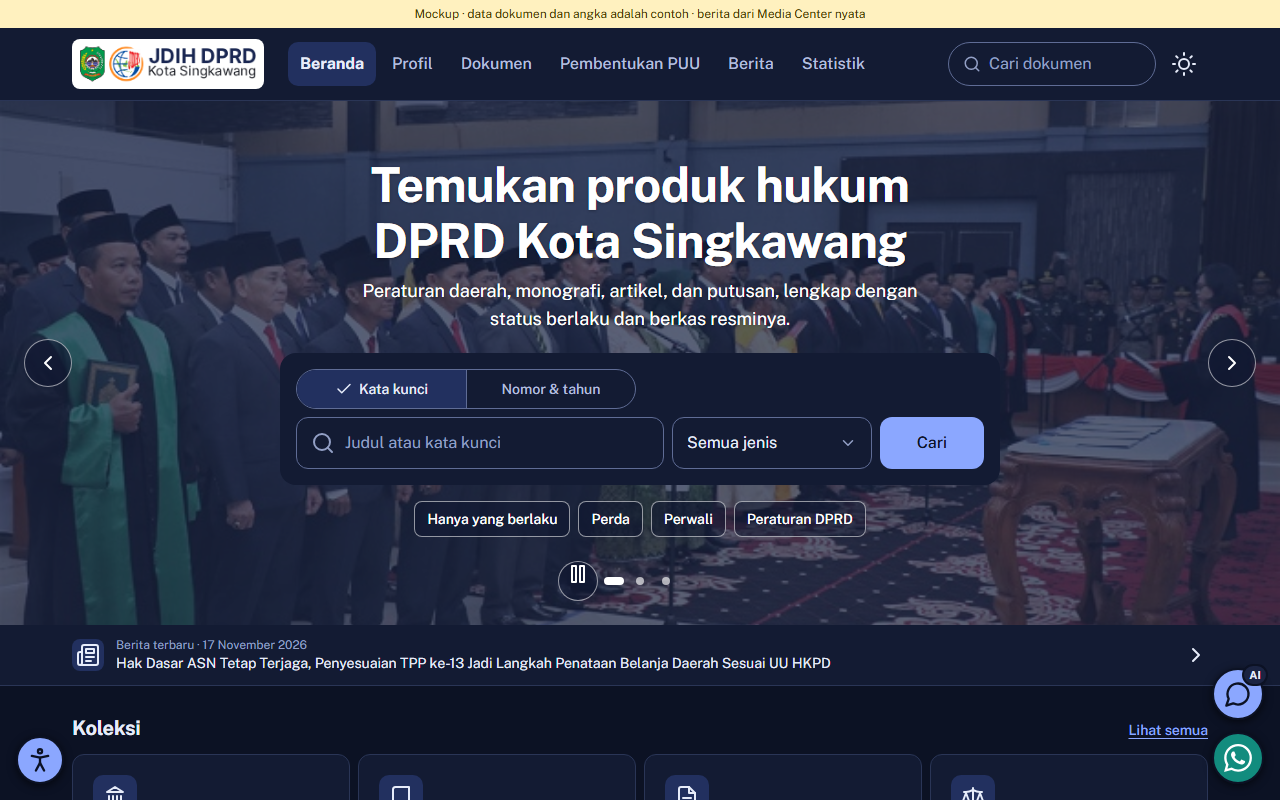 Mockup · data dokumen dan angka adalah contoh · berita dari Media Center nyata
JDIH DPRD
Kota Singkawang
Beranda
Profil
Dokumen
Pembentukan PUU
Berita
Statistik
Cari dokumen
Temukan produk hukum
DPRD Kota Singkawang
Peraturan daerah, monografi, artikel, dan putusan, lengkap dengan
status berlaku dan berkas resminya.
Kata kunci
Nomor & tahun
Judul atau kata kunci
Semua jenis
Cari
Hanya yang berlaku
Perda
Perwali
Peraturan DPRD
Berita terbaru · 17 November 2026
Hak Dasar ASN Tetap Terjaga, Penyesuaian TPP ke-13 Jadi Langkah Penataan Belanja Daerah Sesuai UU HKPD
AI
Koleksi
Lihat semua